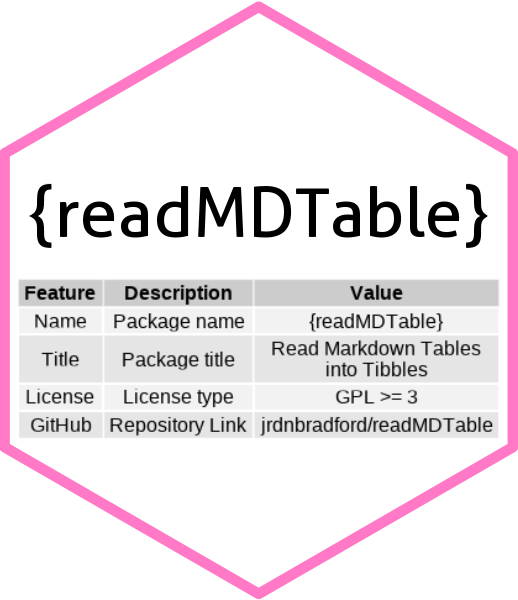 {readMDTable}
Feature Description Value
Name Package name {readMDTable}
Title Package title Read Markdown Tables
into Tibbles
License License type GPL >= 3
GitHub Repository Link jrdnbradford/readMDTable